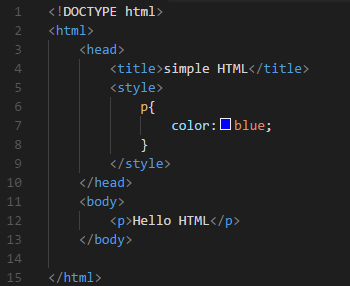 1 <!DOCTYPE html>
2 <html>
3     <head>
4         <title>simple HTML</title>
5         <style>
6             p{
7                 color: blue;
8             }
9         </style>
10     </head>
11     <body>
12         <p>Hello HTML</p>
13     </body>
14
15 </html>